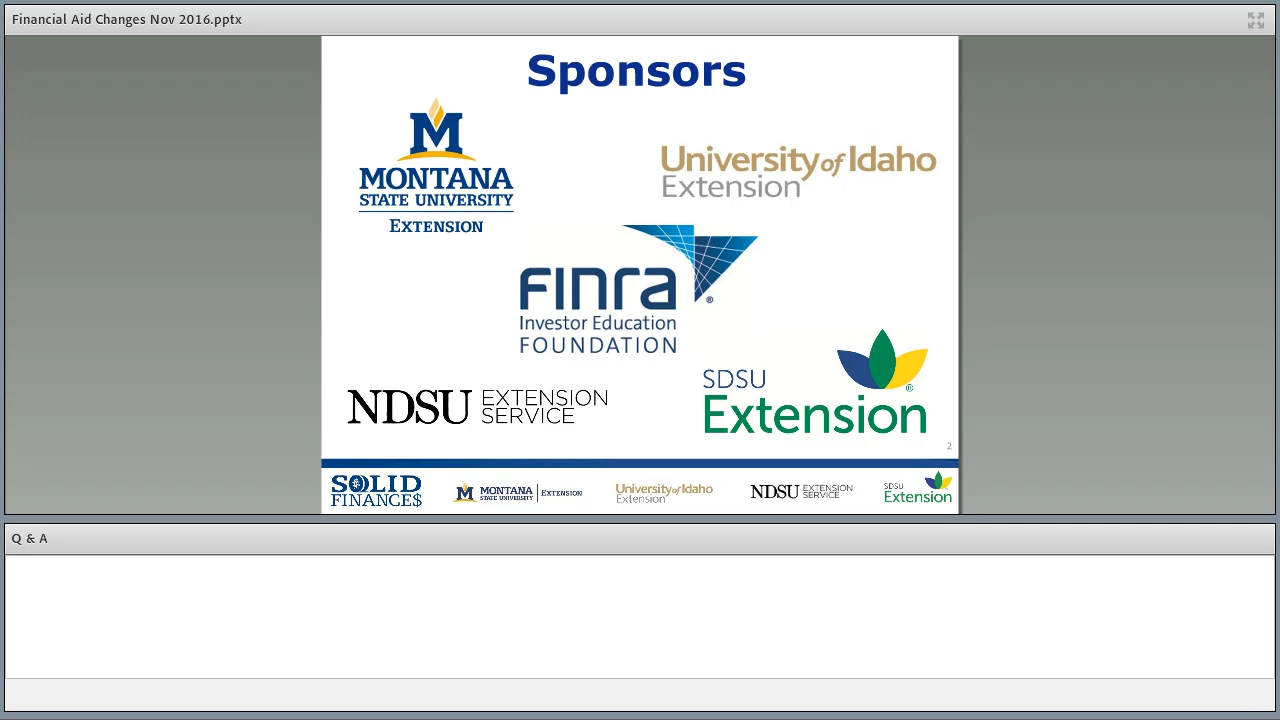 Financial Aid Changes Nov 2016.pptx
Sponsors
M
MONTANA
STATE UNIVERSITY
EXTENSION
University of Idaho
Extension
FINRA
Investor Education
FOUNDATION
®
NDSU EXTENSION
SERVICE
SDSU
Extension
®
2
SOLID
FINANCE$
M MONTANA
STATE UNIVERSITY
EXTENSION
University of Idaho
Extension
NDSU EXTENSION
SERVICE
SDSU
Extension
Q & A